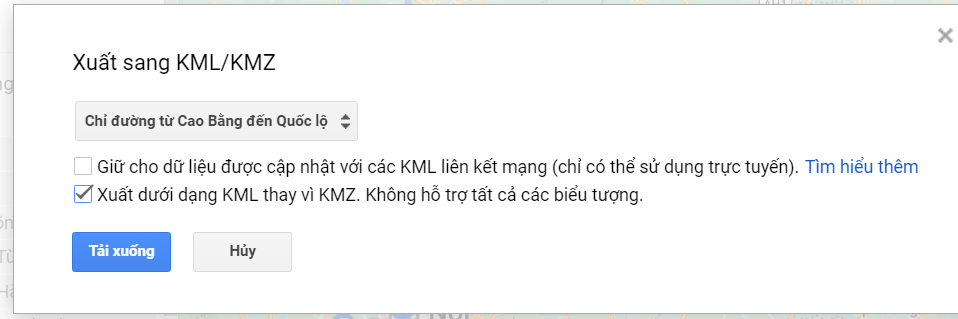 Xuất sang KML/KMZ
Chỉ đường từ Cao Bằng đến Quốc lộ
Giữ cho dữ liệu được cập nhật với các KML liên kết mạng (chỉ có thể sử dụng trực tuyến). Tìm hiểu thêm
Xuất dưới dạng KML thay vì KMZ. Không hỗ trợ tất cả các biểu tượng.
Tải xuống
Hủy